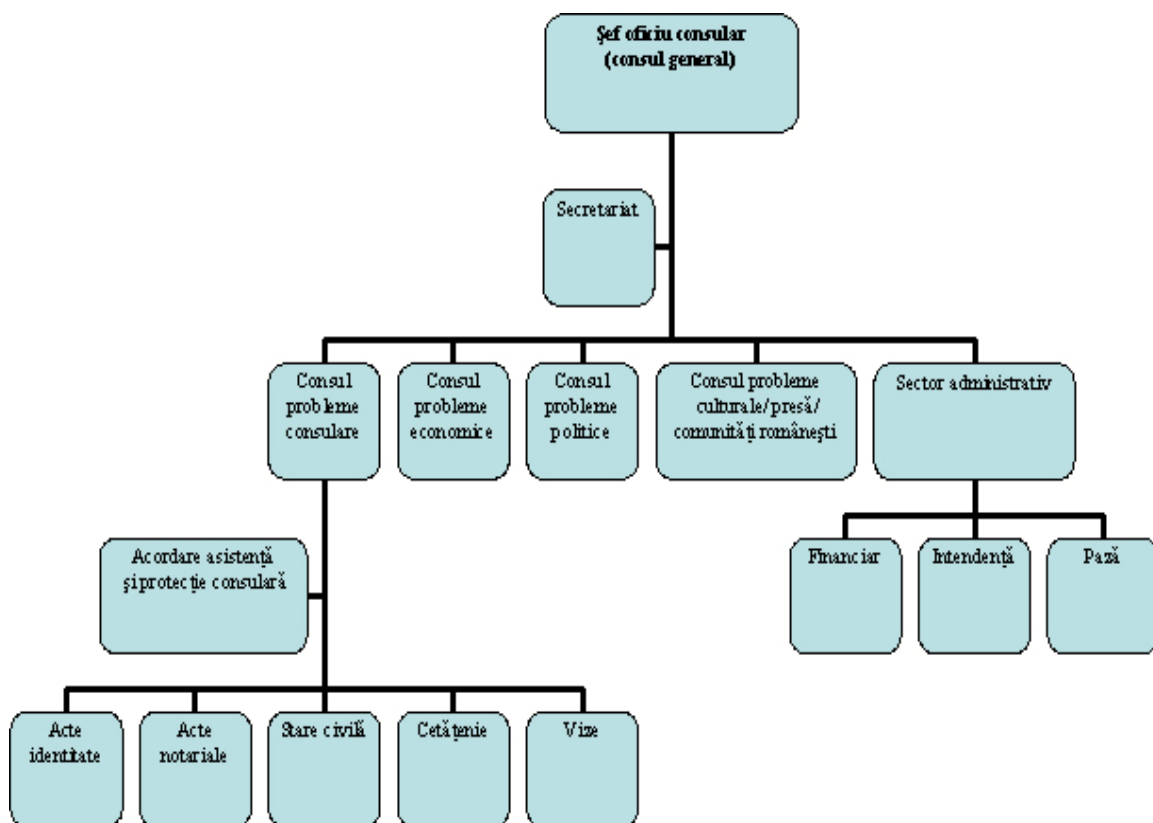 Şef oficiu consular
(consul general)
Secretariat
Consul
probleme
consulare
Consul
probleme
economice
Consul
probleme
politice
Consul probleme
culturale/presă/
comunităţi româneşti
Sector administrativ
Acordare asistenţă
şi protecţie consulară
Financiar
Intendenţă
Pază
Acte
identitate
Acte
notariale
Stare civilă
Cetăţenie
Vize